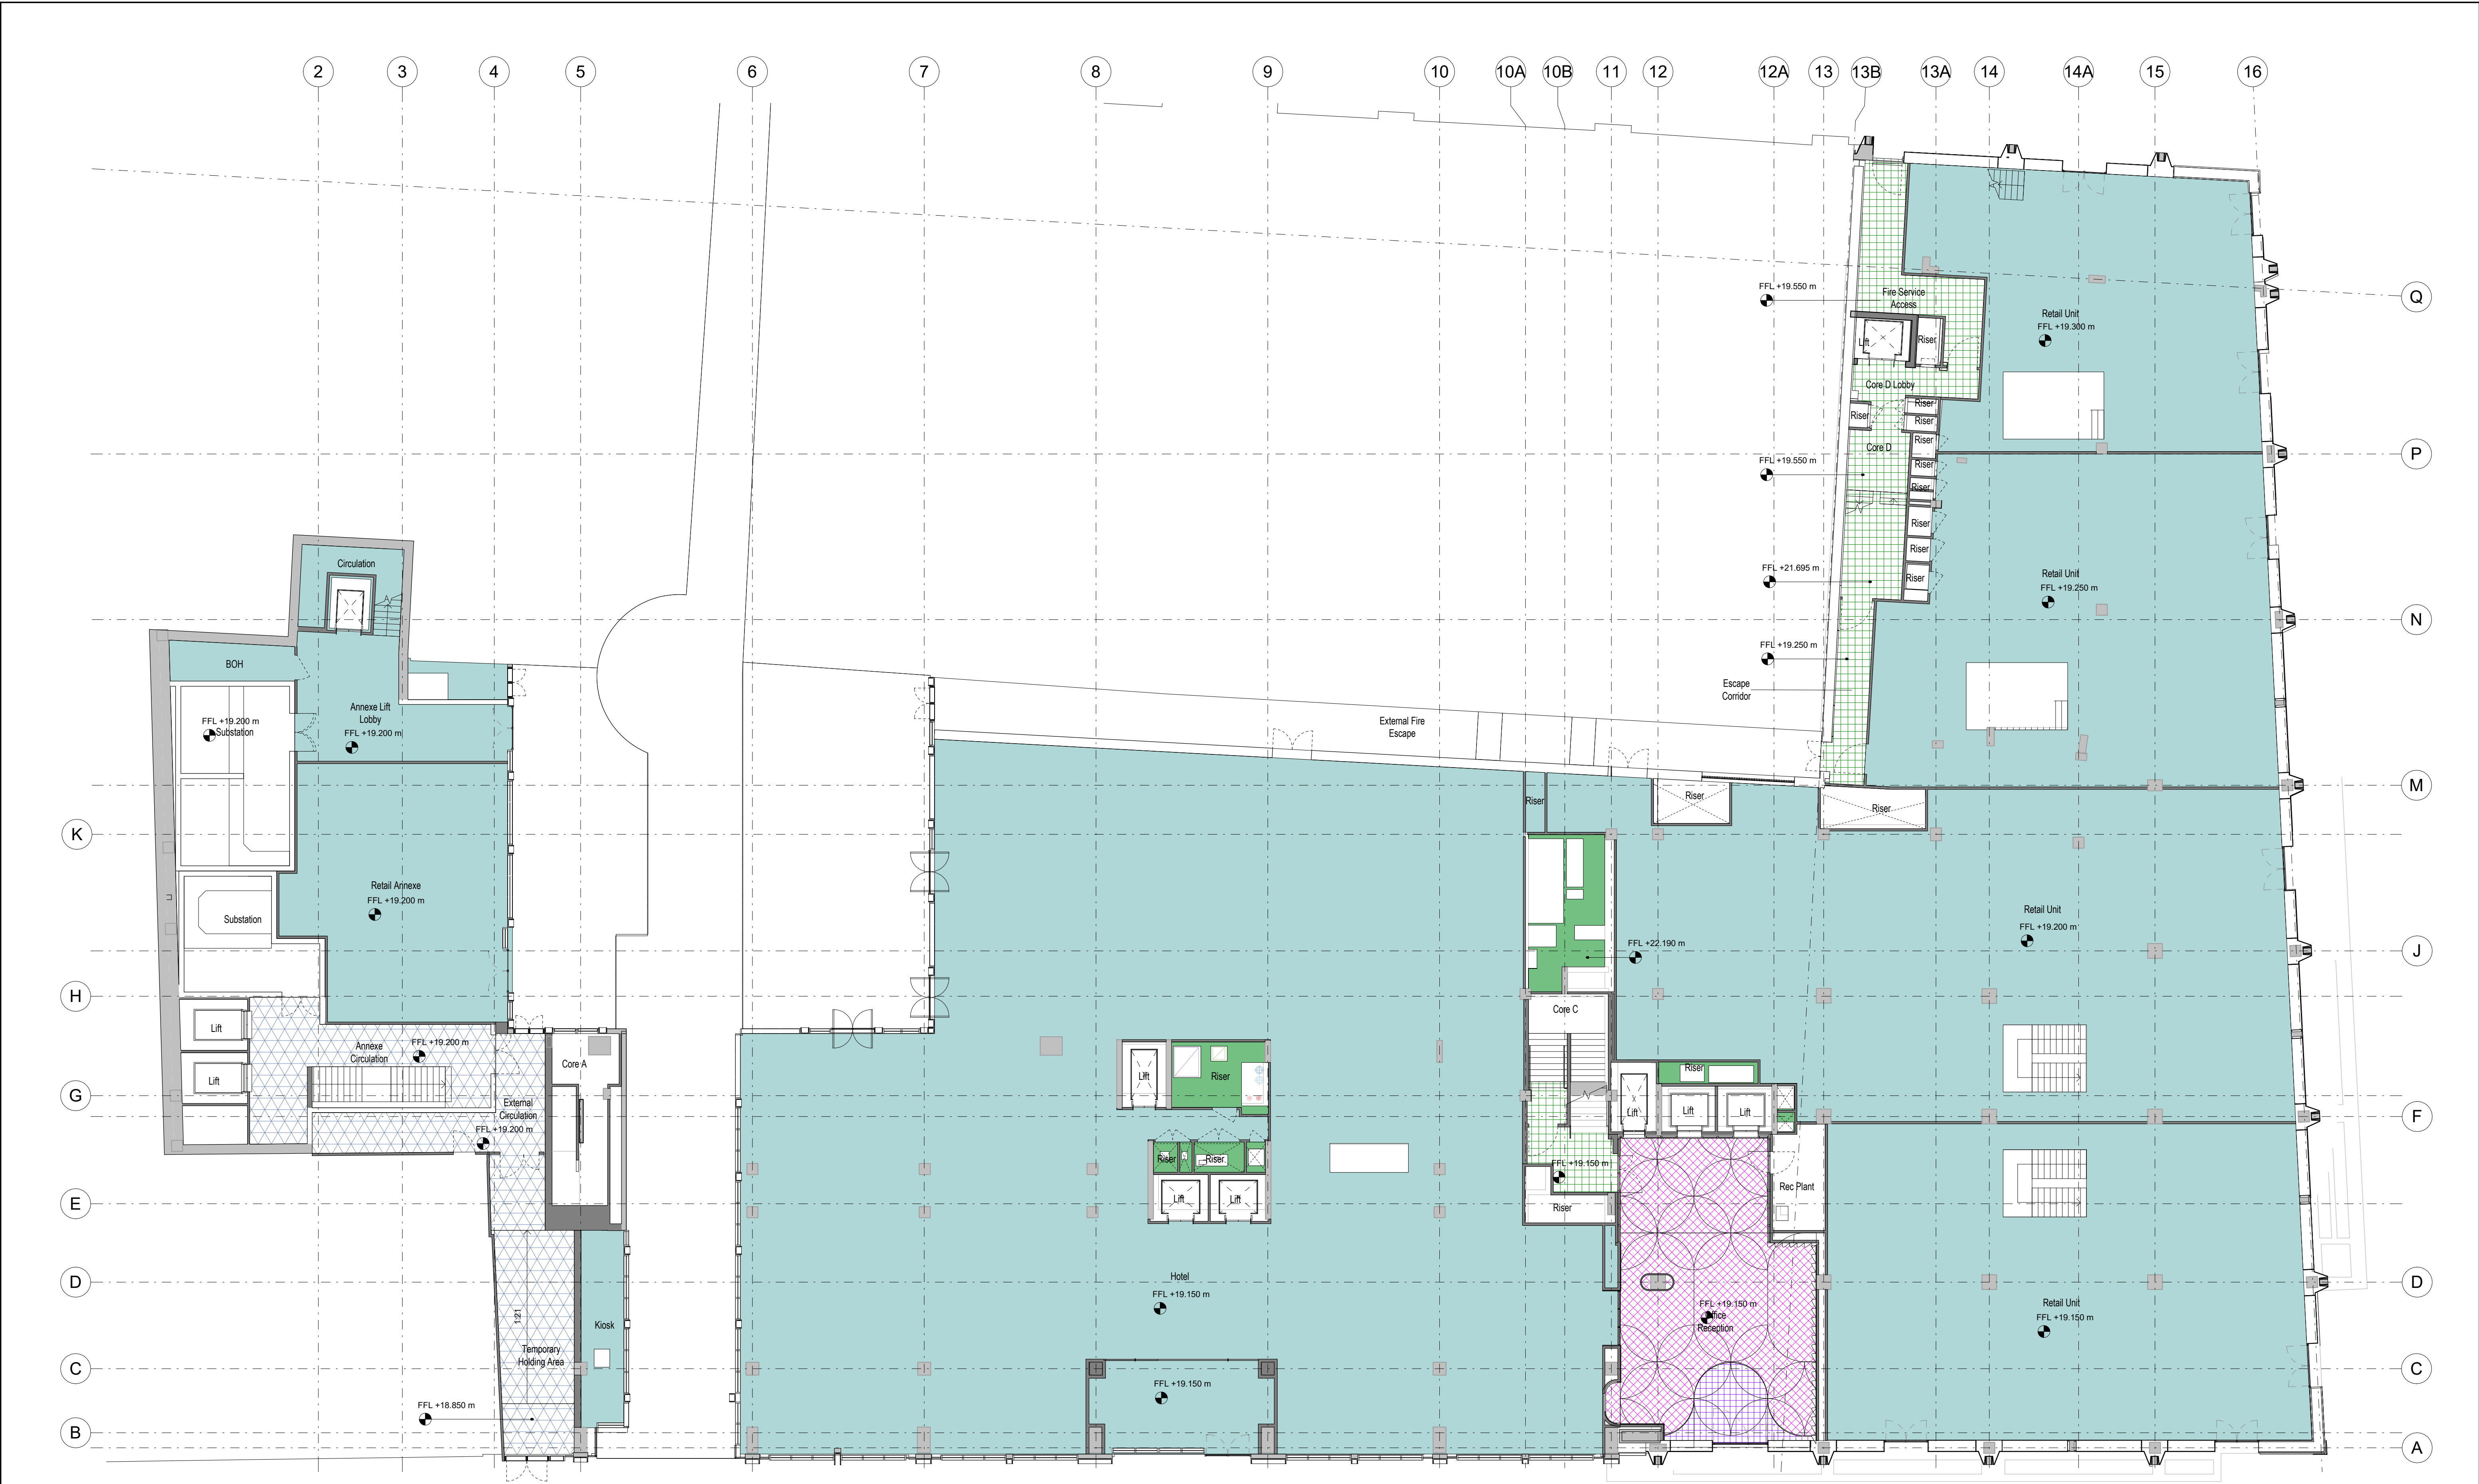 2
3
4
5
6
7
8
9
10
10A
10B
11
12
12A
13
13B
13A
14
14A
15
16
Q
P
N
M
K
J
H
G
F
E
D
D
C
C
B
A
FFL +19.550 m
Fire Service
Access
Lift
Riser
Core D Lobby
Riser
Riser
Riser
Riser
Core D
FFL +19.550 m
Riser
Riser
Riser
Riser
Riser
FFL +21.695 m
FFL +19.250 m
Escape
Corridor
Retail Unit
FFL +19.300 m
Retail Unit
FFL +19.250 m
Circulation
BOH
Annexe Lift
Lobby
FFL +19.200 m
FFL +19.200 m
Substation
Retail Annexe
FFL +19.200 m
Substation
Lift
Lift
Annexe
Circulation
FFL +19.200 m
Core A
External
Circulation
FFL +19.200 m
1:21
Temporary
Holding Area
Kiosk
FFL +18.850 m
External Fire
Escape
Riser
Riser
Riser
FFL +22.190 m
Core C
Retail Unit
FFL +19.200 m
Lift
Riser
Riser
Riser
Lift
Lift
Riser
Lift
Lift
Lift
FFL +19.150 m
Riser
Rec Plant
Hotel
FFL +19.150 m
FFL +19.150 m
FFL +19.150 m
Office
Reception
Retail Unit
FFL +19.150 m